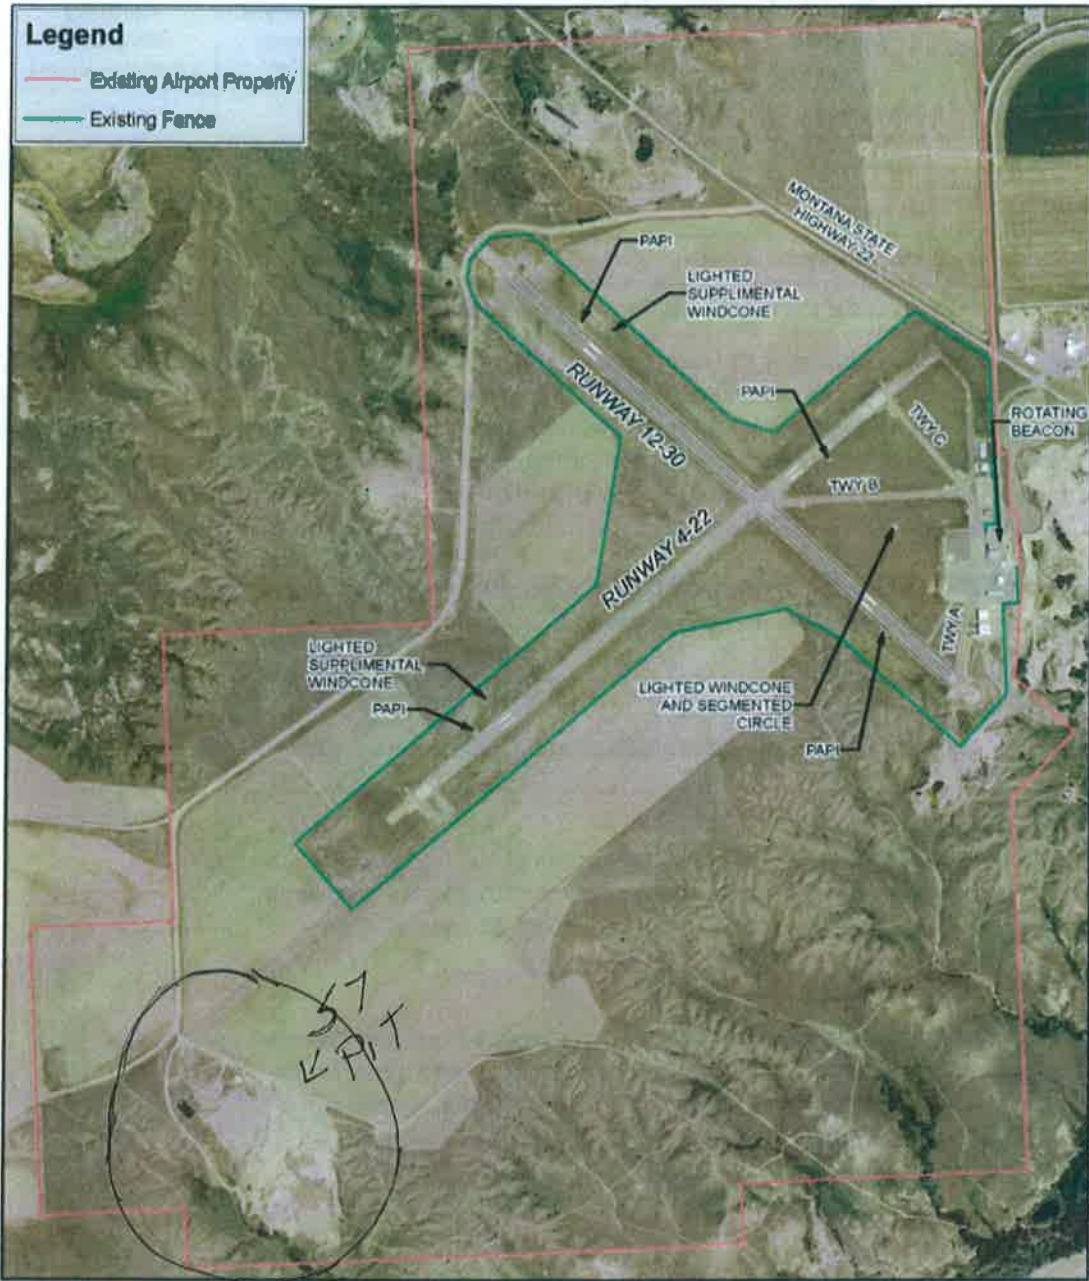 Legend
Existing Airport Property
Existing Fence
MONTANA STATE
HIGHWAY 22
PAPI
LIGHTED
SUPPLIMENTAL
WINDCONE
RUNWAY 12-30
PAPI
TWY C
ROTATING
BEACON
TWY B
RUNWAY 4-22
TWY A
LIGHTED
SUPPLIMENTAL
WINDCONE
PAPI
LIGHTED WINDCONE
AND SEGMENTED
CIRCLE
PAPI
57
PIT